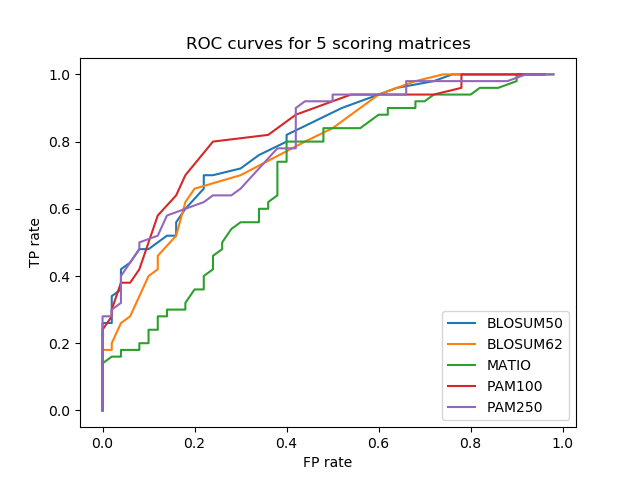 ROC curves for 5 scoring matrices
TP rate
1.0
0.8
0.6
0.4
0.2
0.0
0.0 0.2 0.4 0.6 0.8 1.0
FP rate
BLOSUM50
BLOSUM62
MATIO
PAM100
PAM250